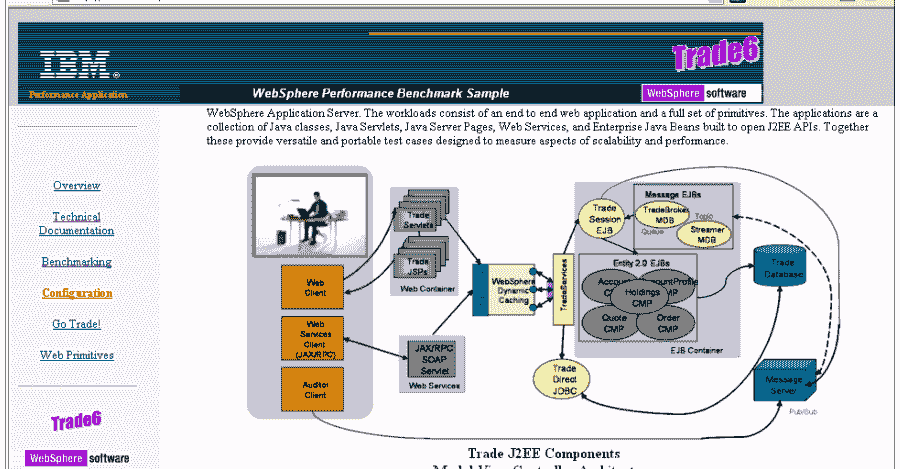 IBM
Trade6
Performance Application
WebSphere Performance Benchmark Sample
WebSphere software
WebSphere Application Server. The workloads consist of an end to end web application and a full set of primitives. The applications are a
collection of Java classes, Java Servlets, Java Server Pages, Web Services, and Enterprise Java Beans built to open J2EE APIs. Together
these provide versatile and portable test cases designed to measure aspects of scalability and performance.
Overview
Technical
Documentation
Benchmarking
Configuration
Go Trade!
Web Primitives
Trade6
WebSphere software
Web
Client
Web
Services
Client
(JAX/RPC)
Auditor
Client
Trade
Servlets
Trade
JSPs
Web Container
JAX/RPC
SOAP
Servlet
Web Services
WebSphere
Dynamic
Caching
TradeServices
Trade
Session
EJB
Message EJBs
TradeBroker
MDB
Queue
Topic
Streamer
MDB
Entity 2.0 EJBs
Holdings
CMP
Quote
CMP
Order
CMP
EJB Container
Trade
Direct
JDBC
Trade
Database
Message
Server
Pub/Sub
Trade J2EE Components